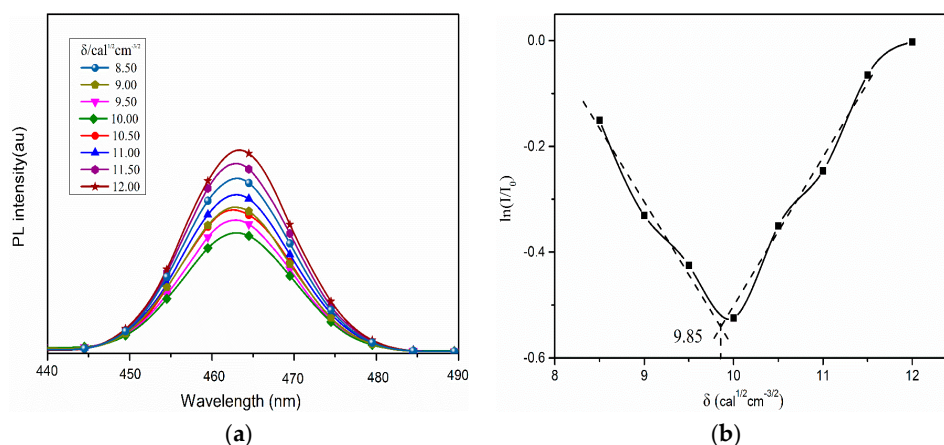 δ/cal^1/2cm^-3/2
8.50
9.00
9.50
10.00
10.50
11.00
11.50
12.00
PL intensity(au)
440 450 460 470 480 490
Wavelength (nm)
(a)
0.0
-0.2
-0.4
-0.6
ln(I/I₀)
9.85
8 9 10 11 12
δ (cal^1/2cm^-3/2)
(b)